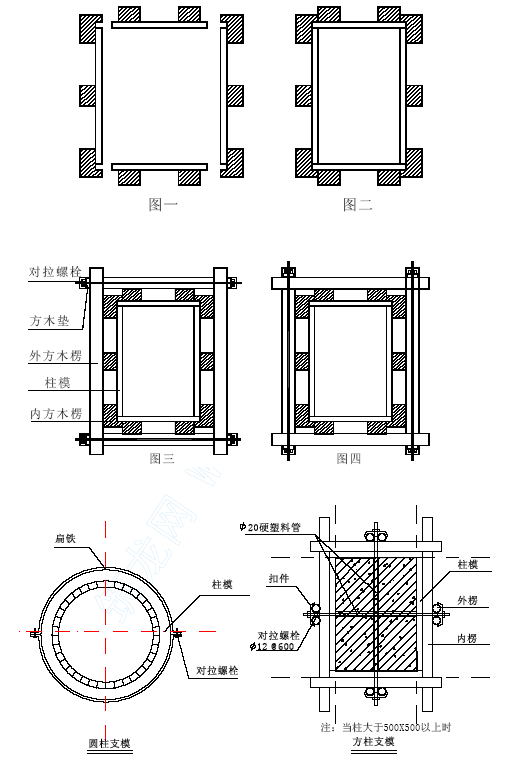 图一
图二
对拉螺栓
方木垫
外方木楞
柱模
内方木楞
图三
图四
扁铁
柱模
对拉螺栓
圆柱支模
ϕ20硬塑料管
扣件
对拉螺栓
ϕ12@600
柱模
外楞
内楞
注：当柱大于500X500以上时
方柱支模